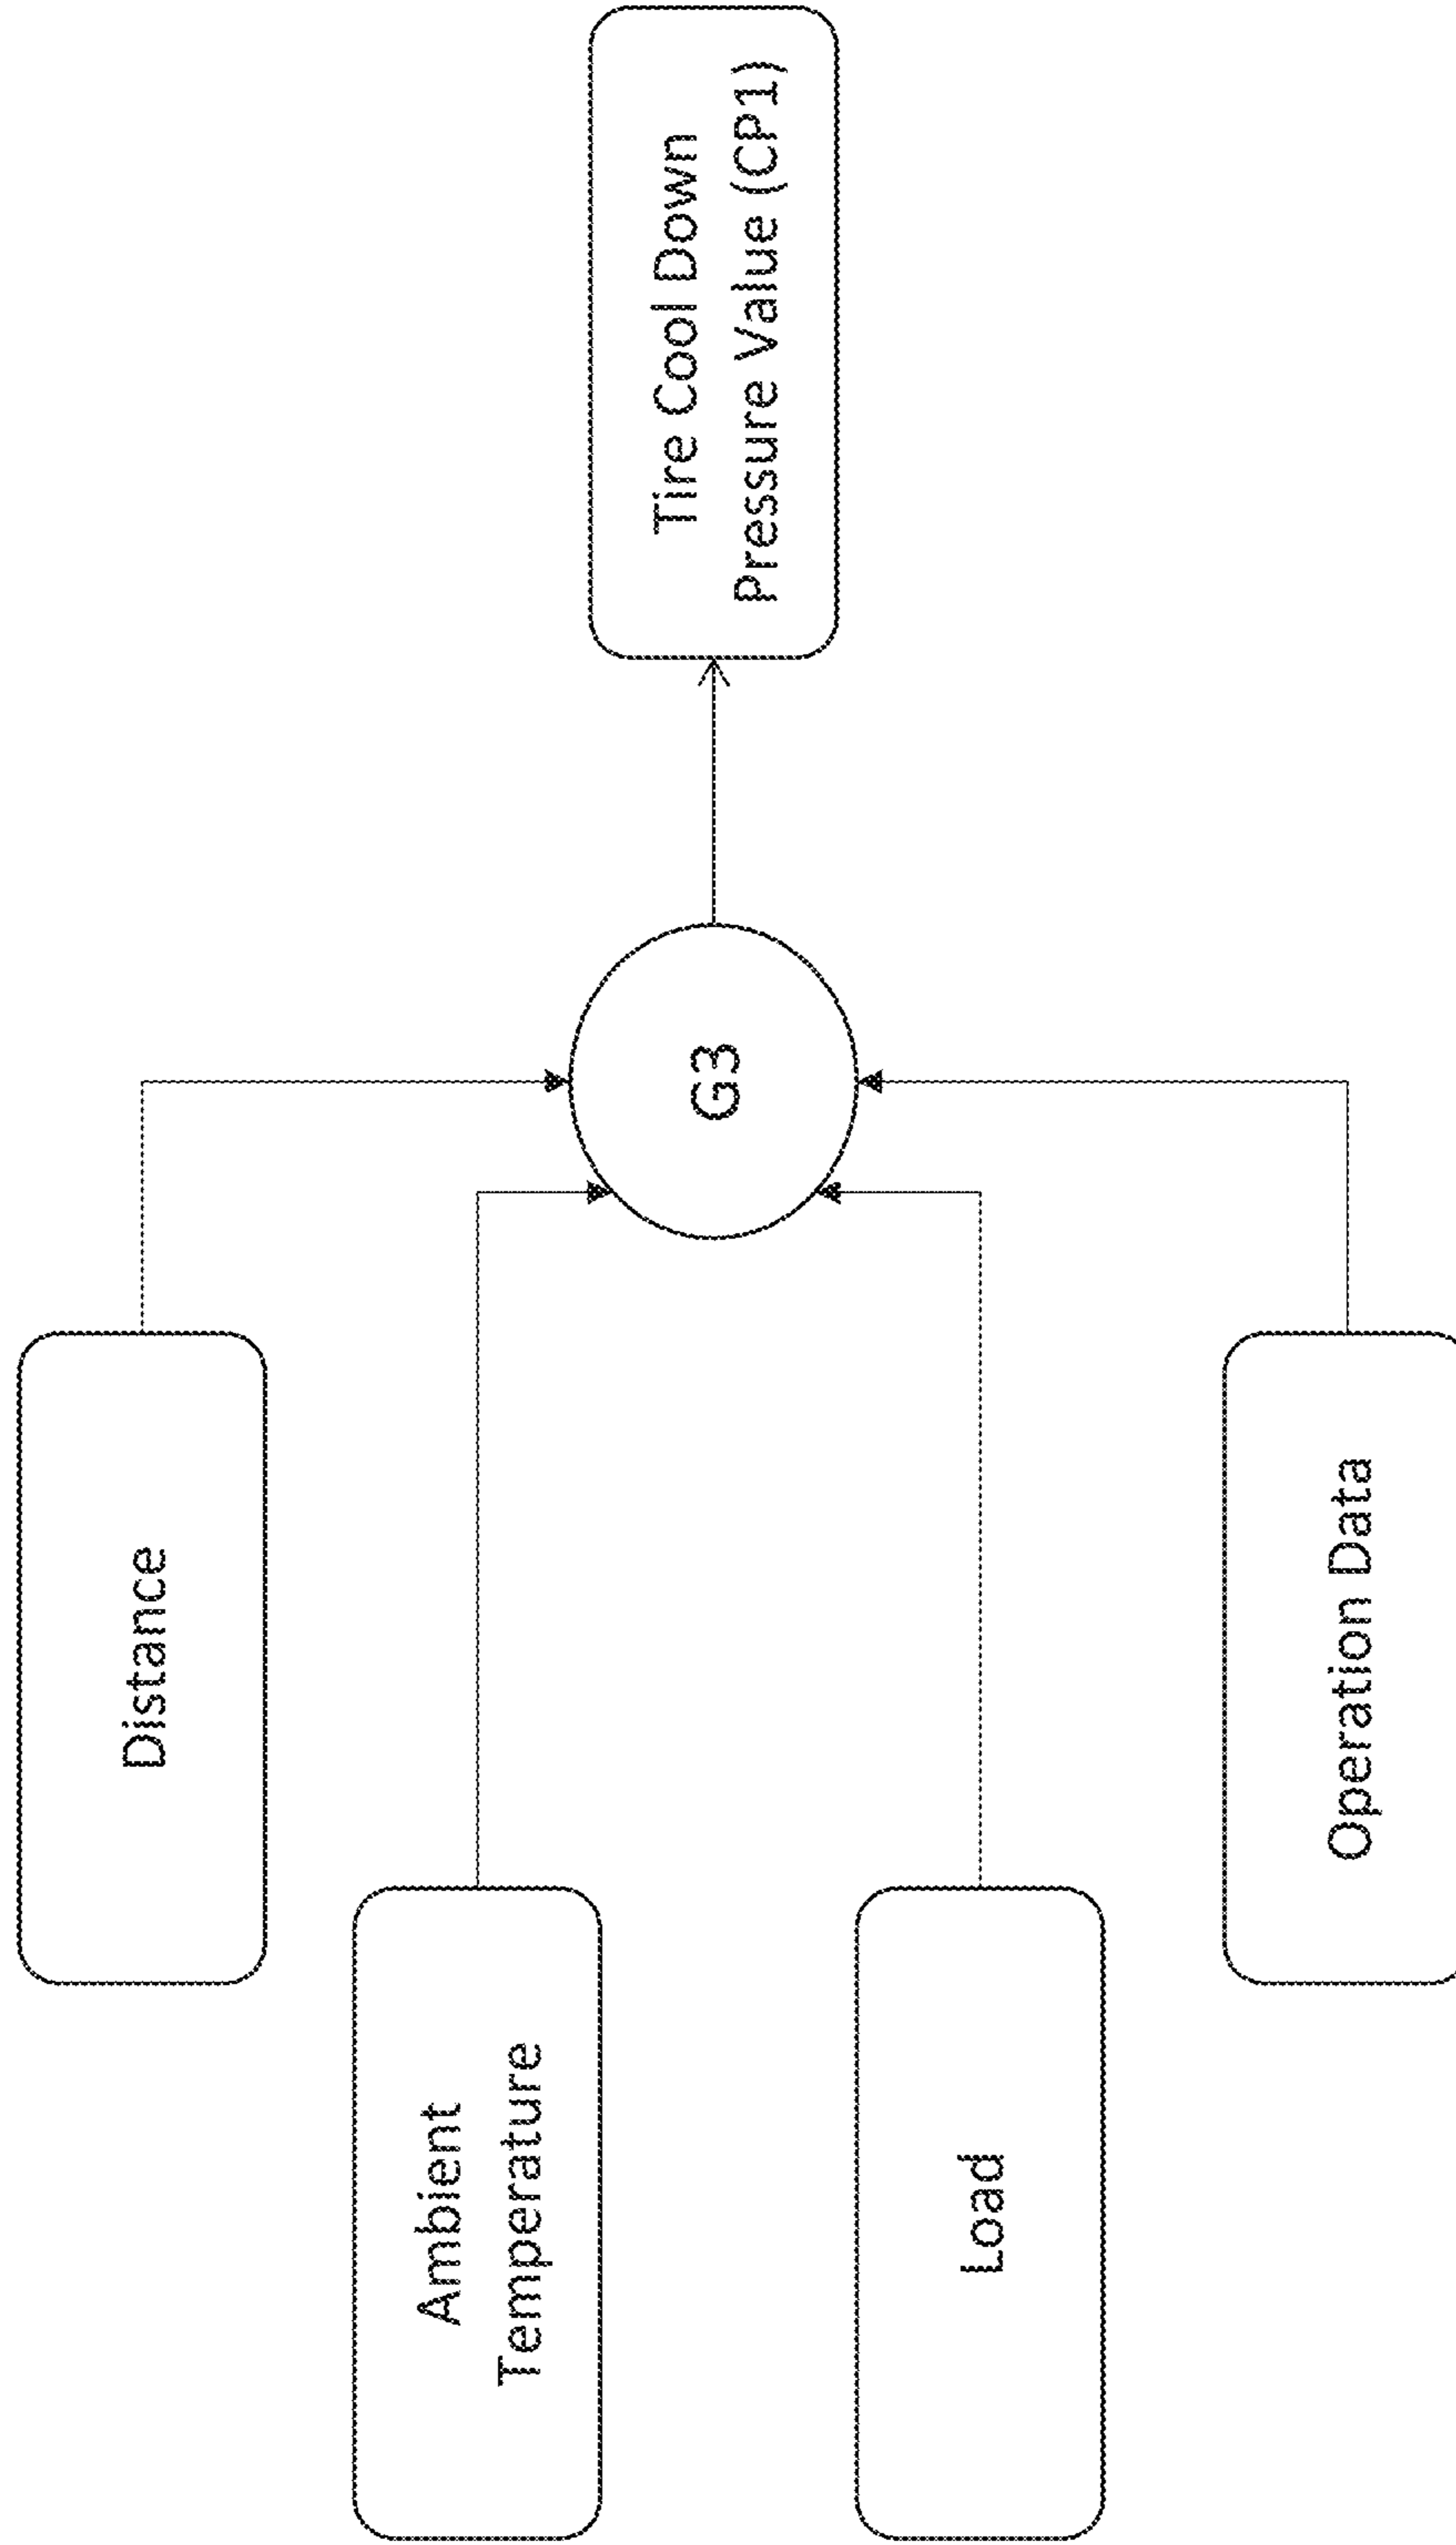 Distance
Ambient
Temperature
Load
Operation Data
G3
Tire Cool Down
Pressure Value (CP1)